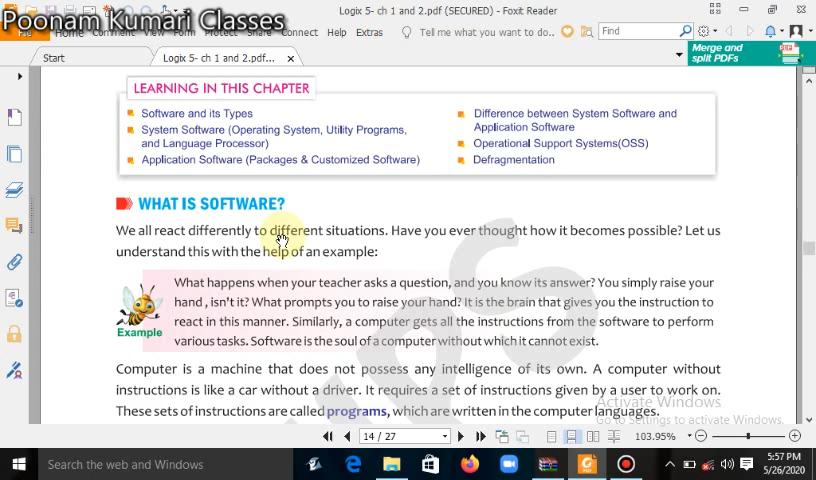 Poonam Kumari Classes
Logix 5- ch 1 and 2.pdf (SECURED) - Foxit Reader
File Home Comment View Form Protect Share Connect Help Extras Tell me what you want to do.. Find
Start Logix 5- ch 1 and 2.pdf... Merge and split PDFs
LEARNING IN THIS CHAPTER
Software and its Types
System Software (Operating System, Utility Programs,
and Language Processor)
Application Software (Packages & Customized Software)
Difference between System Software and
Application Software
Operational Support Systems(OSS)
Defragmentation
WHAT IS SOFTWARE?
We all react differently to different situations. Have you ever thought how it becomes possible? Let us
understand this with the help of an example:
What happens when your teacher asks a question, and you know its answer? You simply raise your
hand , isn't it? What prompts you to raise your hand? It is the brain that gives you the instruction to
react in this manner. Similarly, a computer gets all the instructions from the software to perform
various tasks. Software is the soul of a computer without which it cannot exist.
Example
Computer is a machine that does not possess any intelligence of its own. A computer without
instructions is like a car without a driver. It requires a set of instructions given by a user to work on.
These sets of instructions are called programs, which are written in the computer languages.
Activate Windows
Go to Settings to activate Windows.
14 / 27 103.95%
Search the web and Windows
5:57 PM
5/26/2020